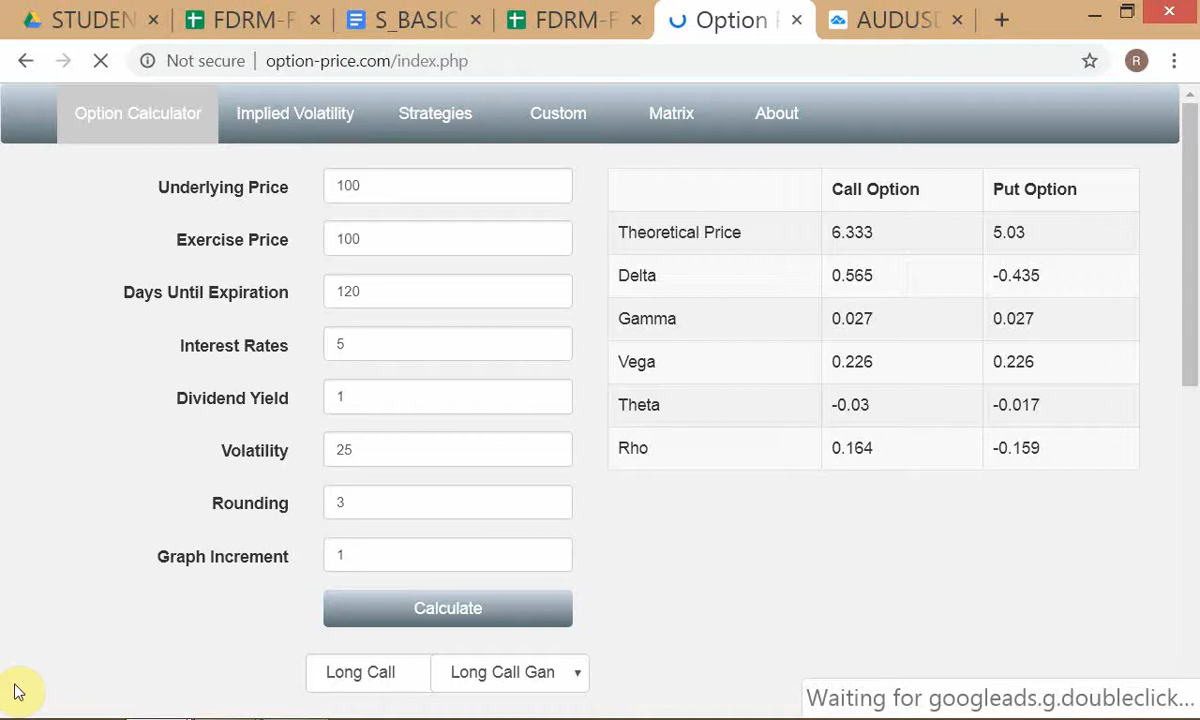 STUDEN
FDRM-F
S_BASIC
FDRM-F
Option
AUDUS
Not secure | option-price.com/index.php
R
Option Calculator
Implied Volatility
Strategies
Custom
Matrix
About
Underlying Price 100
Exercise Price 100
Days Until Expiration 120
Interest Rates 5
Dividend Yield 1
Volatility 25
Rounding 3
Graph Increment 1
Calculate
Long Call
Long Call Gan
Call Option Put Option
Theoretical Price 6.333 5.03
Delta 0.565 -0.435
Gamma 0.027 0.027
Vega 0.226 0.226
Theta -0.03 -0.017
Rho 0.164 -0.159
Waiting for googleads.g.doubleclick...